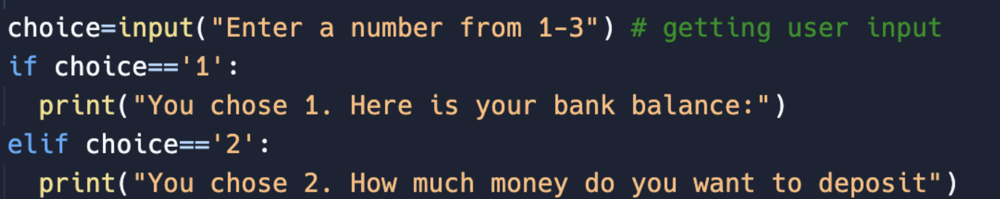 choice=input("Enter a number from 1-3") # getting user input
if choice=='1':
  print("You chose 1. Here is your bank balance:")
elif choice=='2':
  print("You chose 2. How much money do you want to deposit")